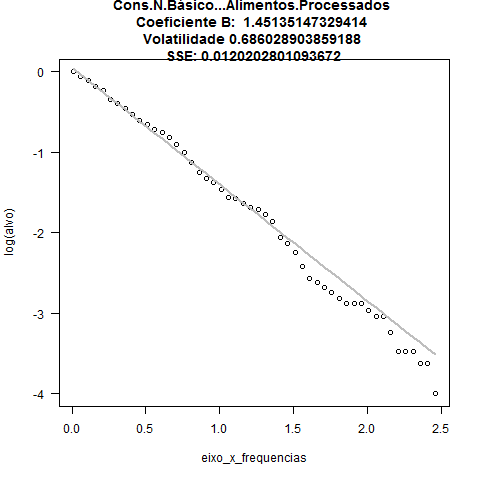 Cons.N.Básico...Alimentos.Processados
Coeficiente B: 1.45135147329414
Volatilidade 0.686028903859188
SSE: 0.0120202801093672
log(alvo)
0
-1
-2
-3
-4
0.0 0.5 1.0 1.5 2.0 2.5
eixo_x_frequencias